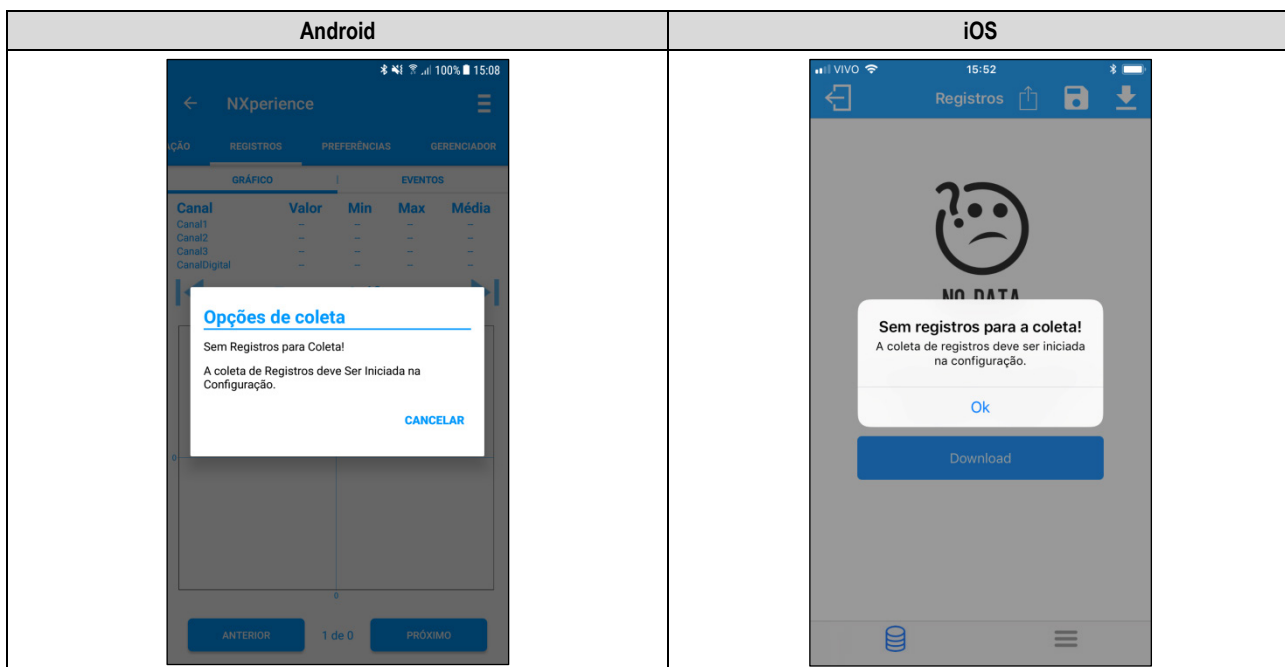 Android
iOS
100% 15:08
NXperience
AÇÃO REGISTROS PREFERÊNCIAS GERENCIADOR
GRÁFICO | EVENTOS
Canal Valor Min Max Média
Canal1 -- -- -- --
Canal2 -- -- -- --
Canal3 -- -- -- --
CanalDigital -- -- -- --
Opções de coleta
Sem Registros para Coleta!
A coleta de Registros deve Ser Iniciada na
Configuração.
CANCELAR
0
0
ANTERIOR 1 de 0 PRÓXIMO
VIVO 15:52
Registros
NO DATA
Sem registros para a coleta!
A coleta de registros deve ser iniciada
na configuração.
Ok
Download